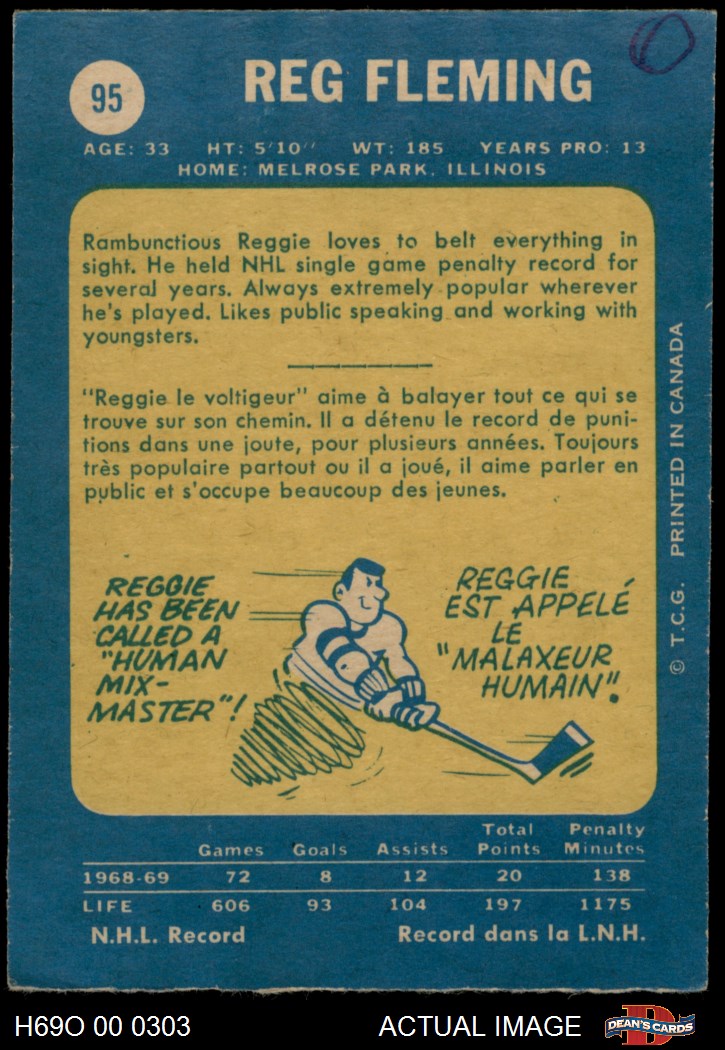 95
REG FLEMING
AGE: 33 HT: 5'10'' WT: 185 YEARS PRO: 13
HOME: MELROSE PARK, ILLINOIS
Rambunctious Reggie loves to belt everything in
sight. He held NHL single game penalty record for
several years. Always extremely popular wherever
he's played. Likes public speaking and working with
youngsters.
"Reggie le voltigeur" aime à balayer tout ce qui se
trouve sur son chemin. Il a détenu le record de puni-
tions dans une joute, pour plusieurs années. Toujours
très populaire partout ou il a joué, il aime parler en
public et s'occupe beaucoup des jeunes.
REGGIE
HAS BEEN
CALLED A
"HUMAN
MIX-
MASTER"!
REGGIE
EST APPELÉ
LE
"MALAXEUR
HUMAIN".
© T.C.G. PRINTED IN CANADA
Games Goals Assists Total Points Penalty Minutes
1968-69 72 8 12 20 138
LIFE 606 93 104 197 1175
N.H.L. Record Record dans la L.N.H.
H69O 00 0303 ACTUAL IMAGE
D
DEAN'S CARDS